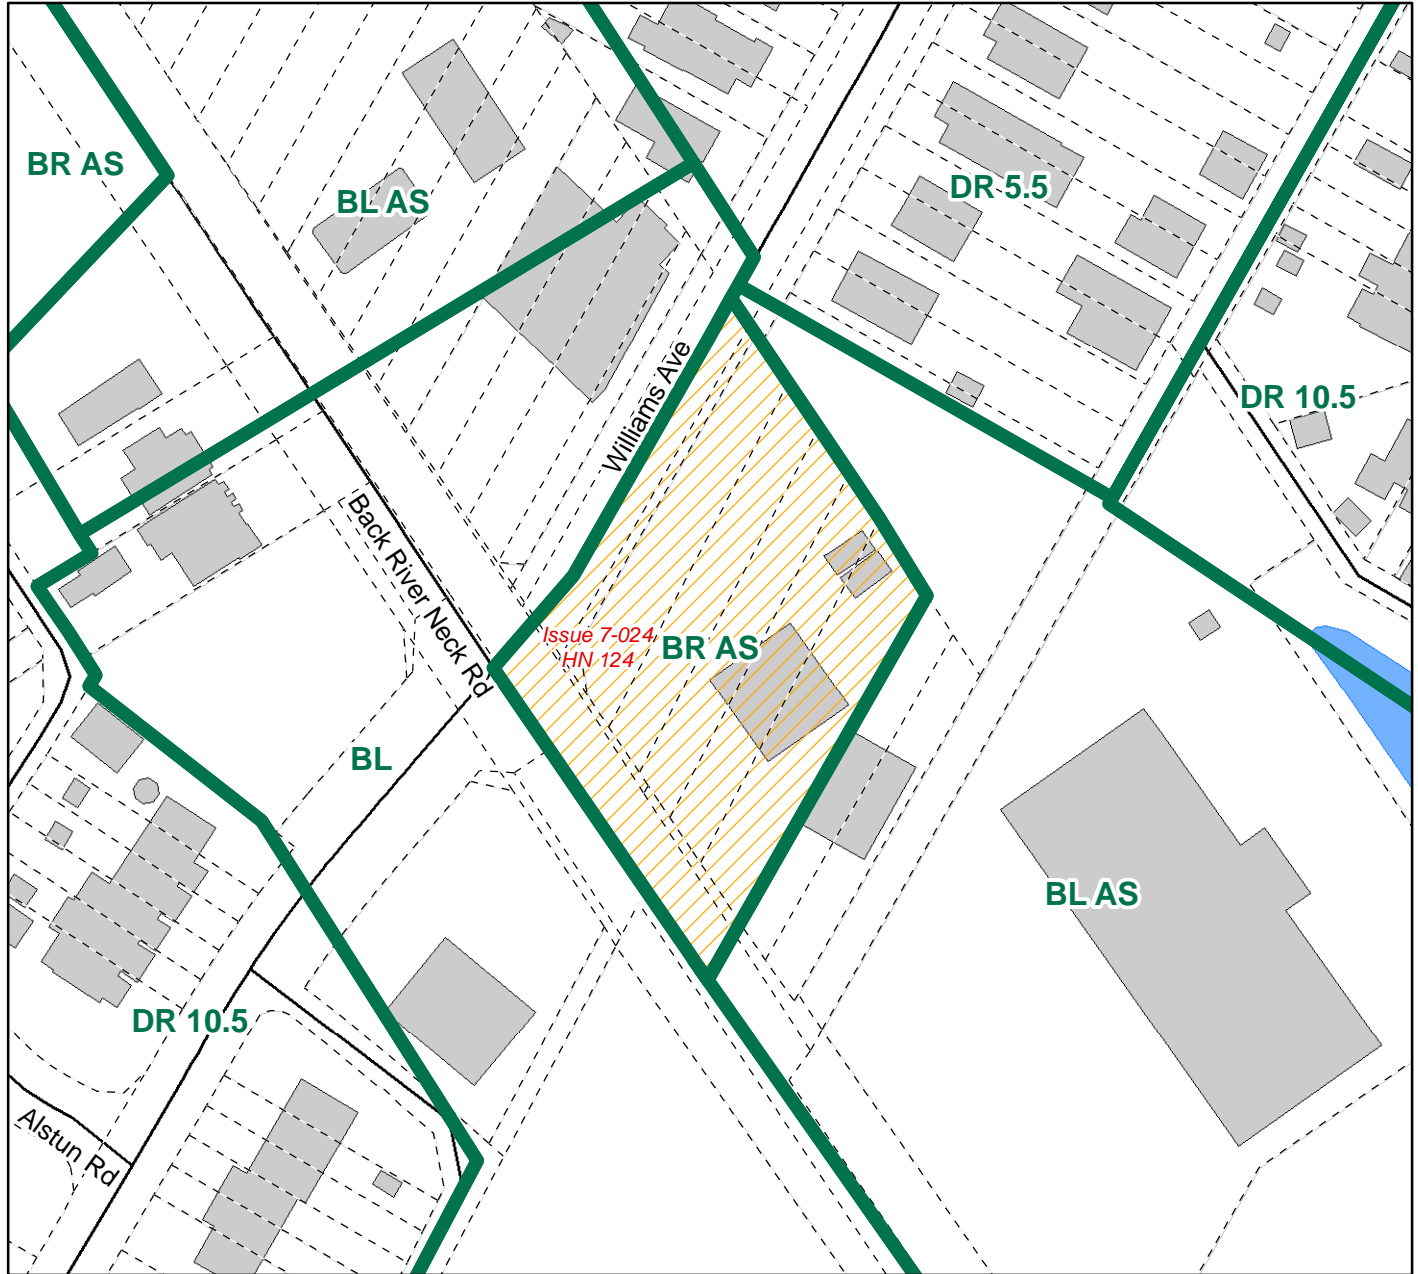 BR AS
BL AS
DR 5.5
DR 10.5
Williams Ave
Back River Neck Rd
Issue 7-024
HN 124
BR AS
BL
BL AS
DR 10.5
Alstun Rd